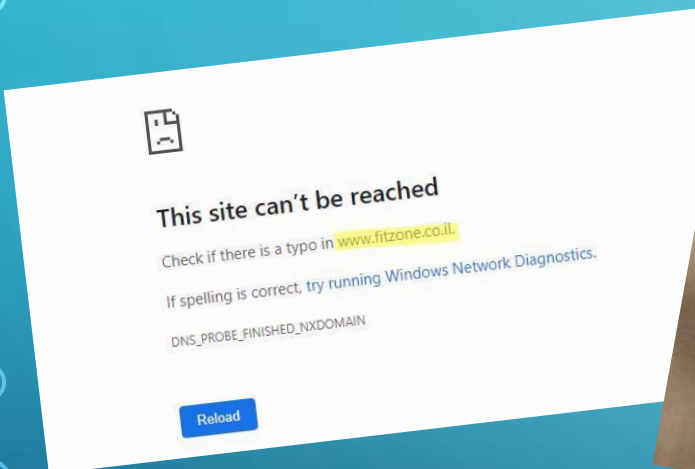 This site can't be reached
Check if there is a typo in www.fitzone.co.il.
If spelling is correct, try running Windows Network Diagnostics.
DNS_PROBE_FINISHED_NXDOMAIN
Reload